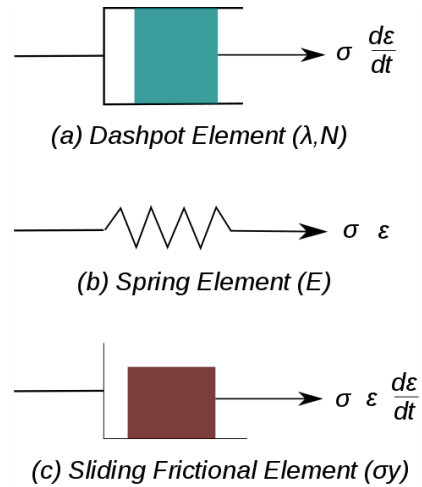 σ dε/dt
(a) Dashpot Element (λ,N)
σ ε
(b) Spring Element (E)
σ ε dε/dt
(c) Sliding Frictional Element (σy)